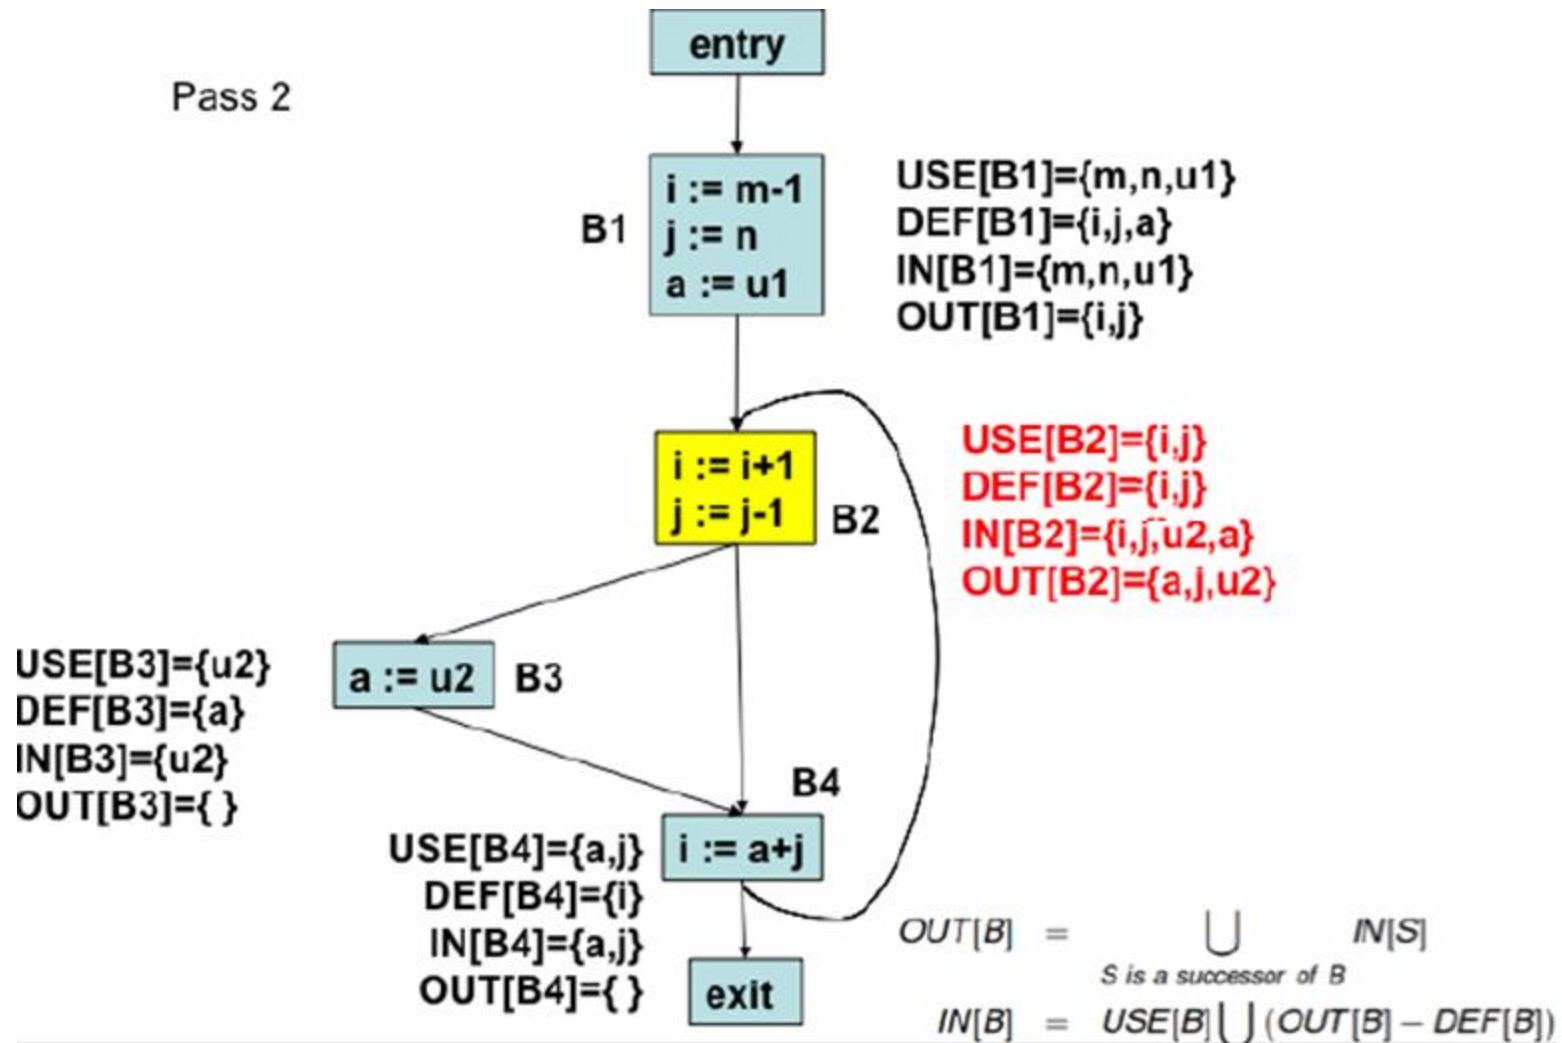 entry
Pass 2
B1
i := m-1
j := n
a := u1
USE[B1]={m,n,u1}
DEF[B1]={i,j,a}
IN[B1]={m,n,u1}
OUT[B1]={i,j}
i := i+1
j := j-1
B2
USE[B2]={i,j}
DEF[B2]={i,j}
IN[B2]={i,j,u2,a}
OUT[B2]={a,j,u2}
USE[B3]={u2}
DEF[B3]={a}
IN[B3]={u2}
OUT[B3]={ }
a := u2
B3
B4
USE[B4]={a,j}
DEF[B4]={i}
IN[B4]={a,j}
OUT[B4]={ }
i := a+j
exit
OUT[B] = ⋃ IN[S]
S is a successor of B
IN[B] = USE[B] ⋃ (OUT[B] − DEF[B])